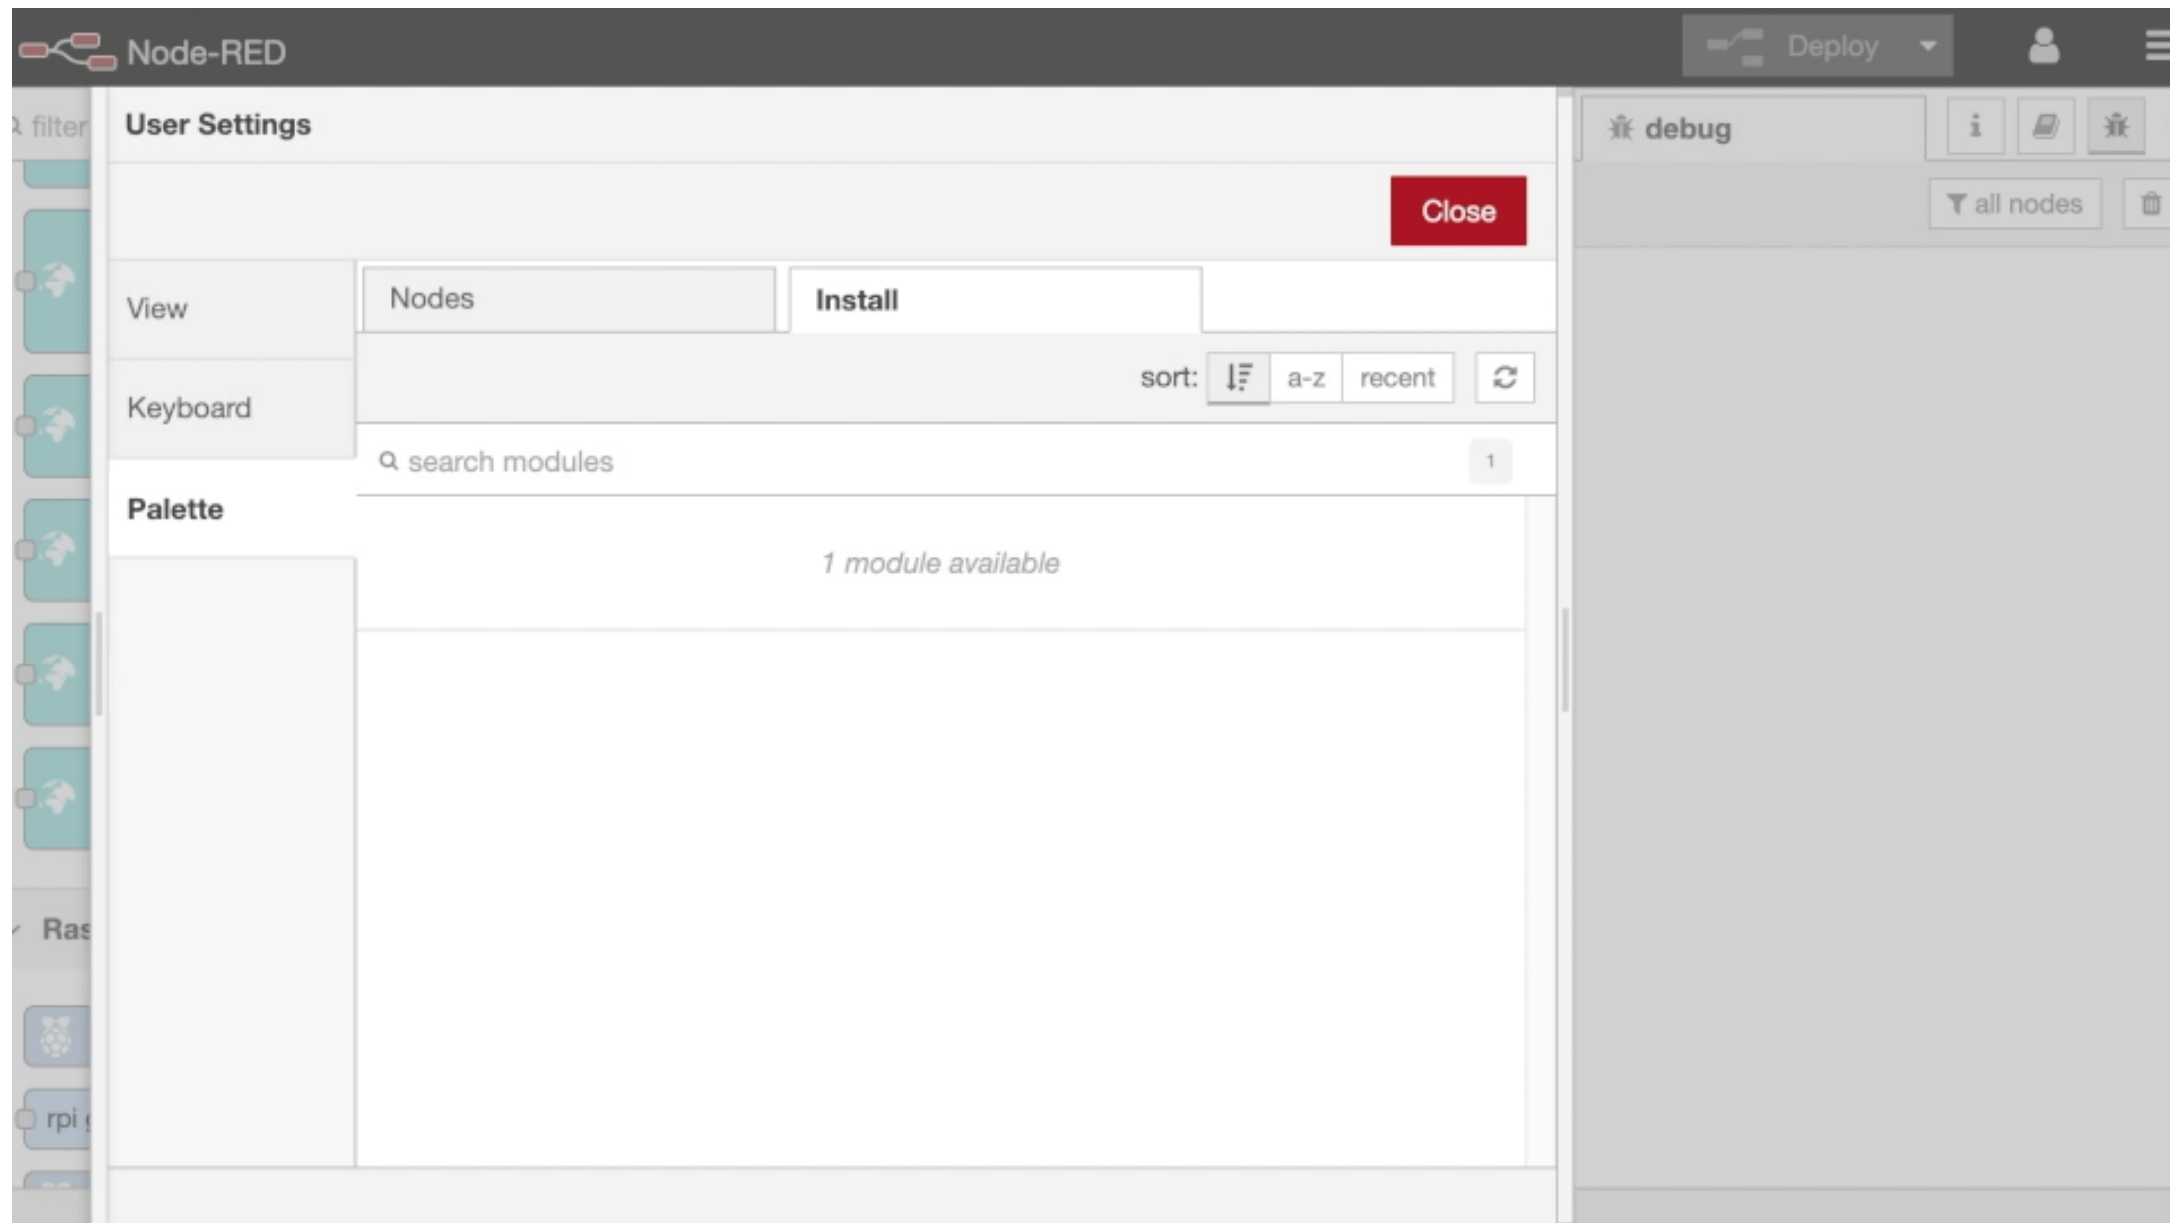 Node-RED
Deploy
filter
User Settings
debug
Close
all nodes
View
Nodes
Install
sort:
a-z
recent
Keyboard
search modules
1
Palette
1 module available
Ras
rpi g